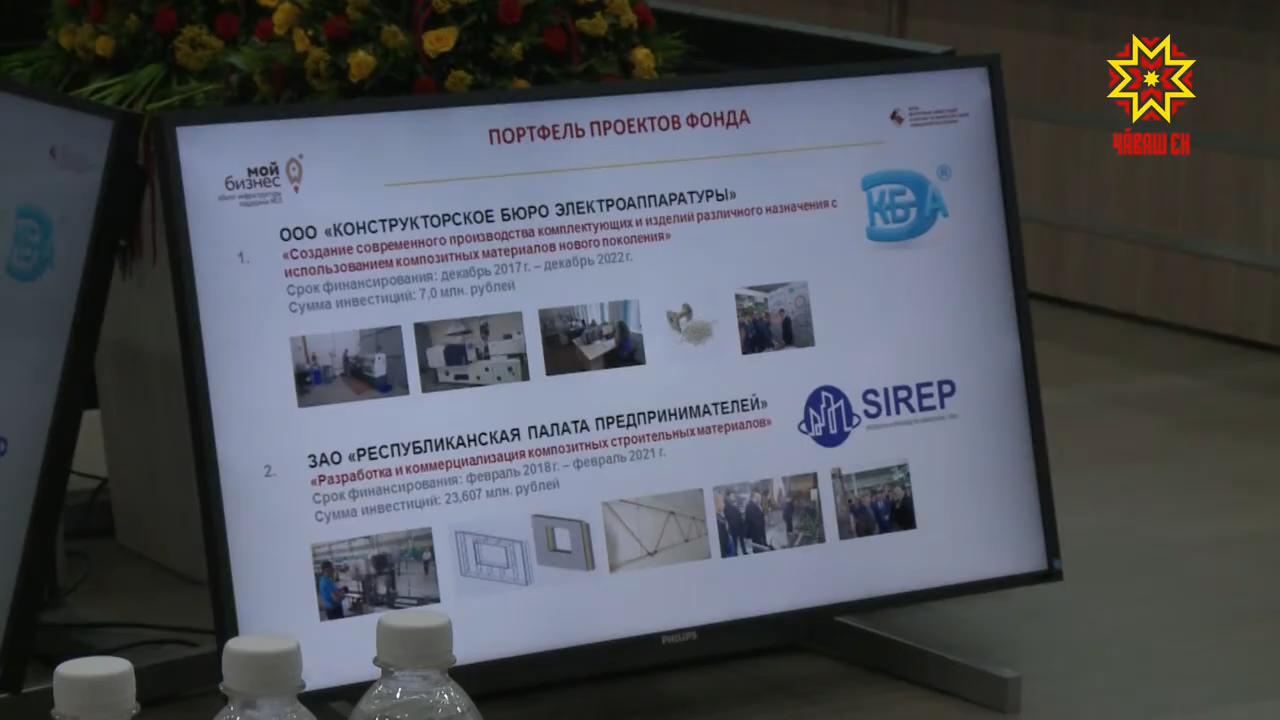 ПОРТФЕЛЬ ПРОЕКТОВ ФОНДА
ЧӐВАШ ЕН
МОЙ
бизнес
КБЭА
®
1.
ООО «КОНСТРУКТОРСКОЕ БЮРО ЭЛЕКТРОАППАРАТУРЫ»
«Создание современного производства комплектующих и изделий различного назначения с
использованием композитных материалов нового поколения»
Срок финансирования: декабрь 2017 г. – декабрь 2022 г.
Сумма инвестиций: 7,0 млн. рублей
SIREP
2.
ЗАО «РЕСПУБЛИКАНСКАЯ ПАЛАТА ПРЕДПРИНИМАТЕЛЕЙ»
«Разработка и коммерциализация композитных строительных материалов»
Срок финансирования: февраль 2018 г. – февраль 2021 г.
Сумма инвестиций: 23,607 млн. рублей
PHILIPS